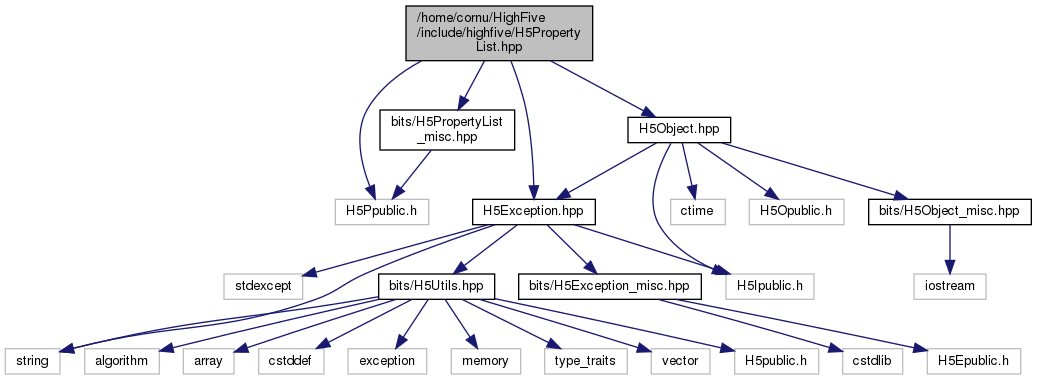 /home/cornu/HighFive
/include/highfive/H5Property
List.hpp
bits/H5PropertyList
_misc.hpp
H5Object.hpp
H5Ppublic.h
H5Exception.hpp
ctime
H5Opublic.h
bits/H5Object_misc.hpp
stdexcept
bits/H5Utils.hpp
bits/H5Exception_misc.hpp
H5Ipublic.h
iostream
string
algorithm
array
cstddef
exception
memory
type_traits
vector
H5public.h
cstdlib
H5Epublic.h